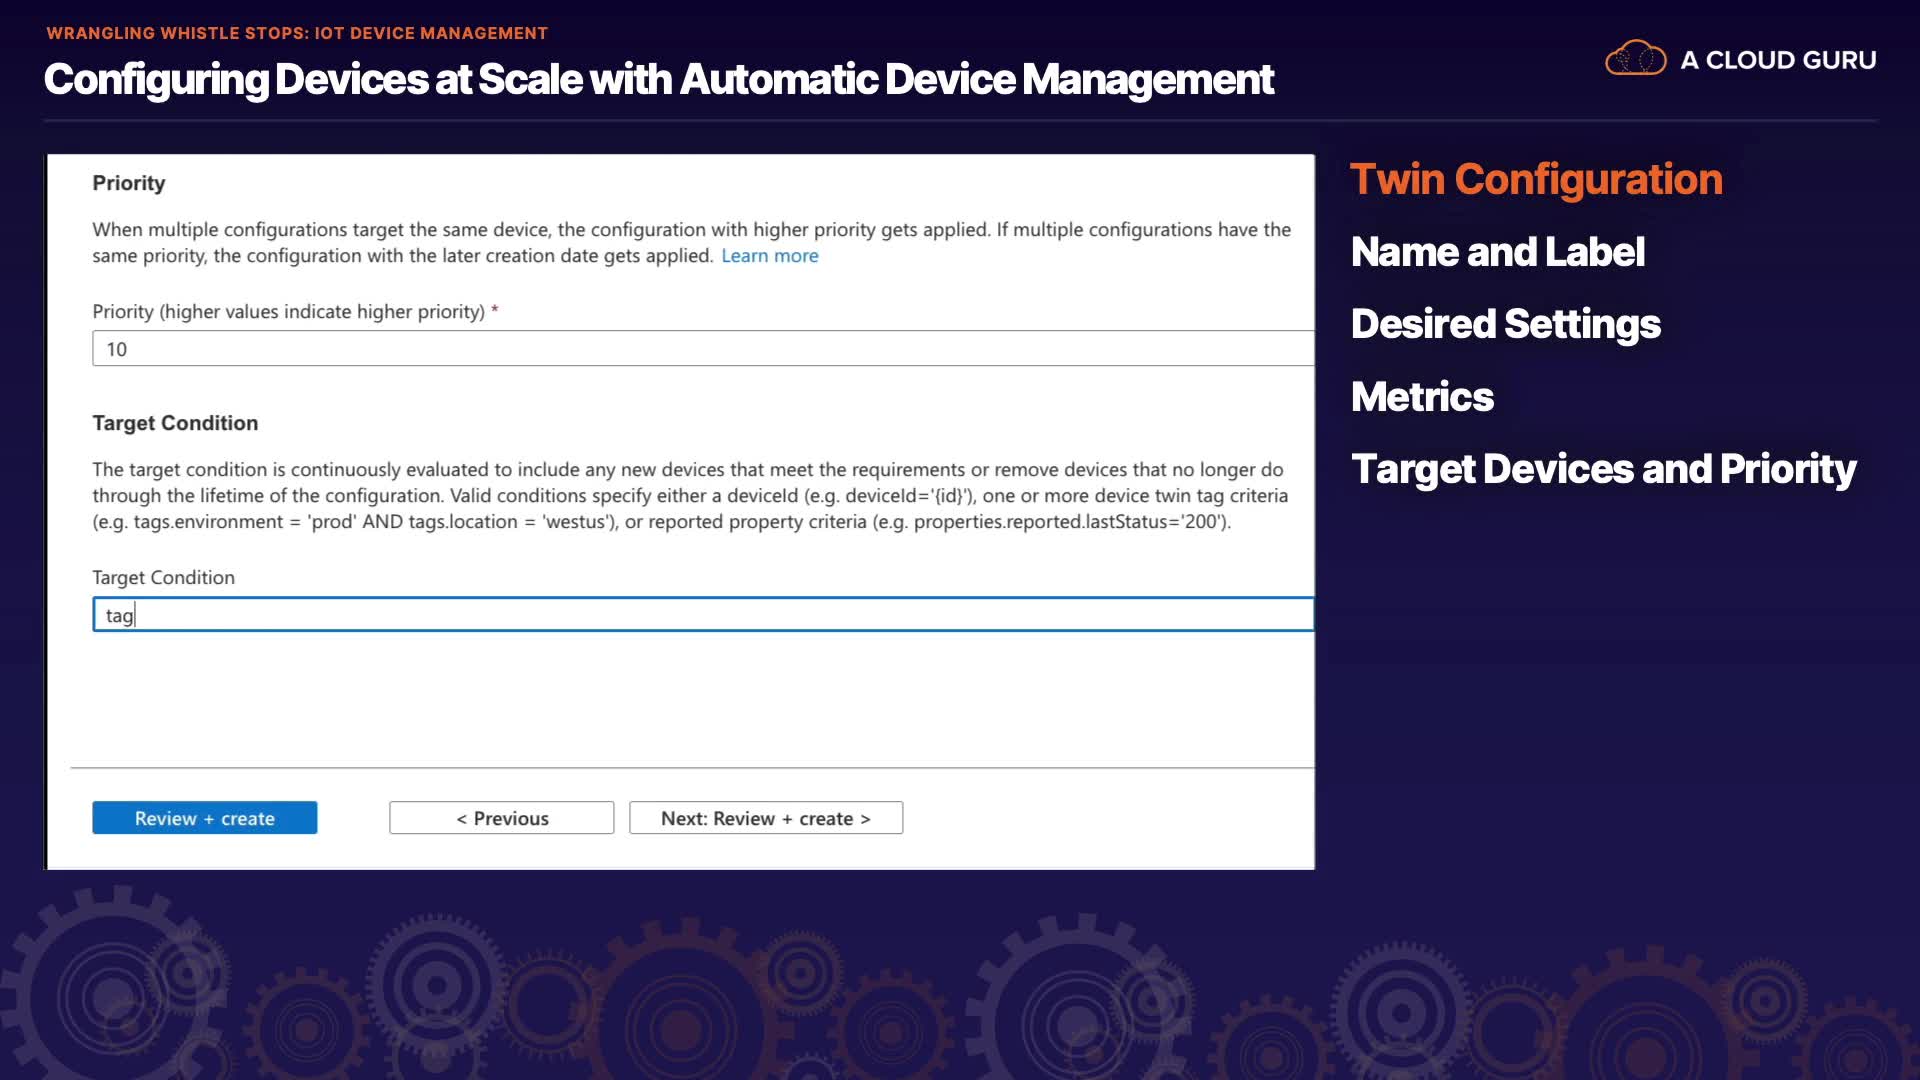 WRANGLING WHISTLE STOPS: IOT DEVICE MANAGEMENT
Configuring Devices at Scale with Automatic Device Management
A CLOUD GURU
Priority
When multiple configurations target the same device, the configuration with higher priority gets applied. If multiple configurations have the
same priority, the configuration with the later creation date gets applied. Learn more
Priority (higher values indicate higher priority) *
10
Target Condition
The target condition is continuously evaluated to include any new devices that meet the requirements or remove devices that no longer do
through the lifetime of the configuration. Valid conditions specify either a deviceId (e.g. deviceId='{id}'), one or more device twin tag criteria
(e.g. tags.environment = 'prod' AND tags.location = 'westus'), or reported property criteria (e.g. properties.reported.lastStatus='200').
Target Condition
tag
Review + create
< Previous
Next: Review + create >
Twin Configuration
Name and Label
Desired Settings
Metrics
Target Devices and Priority